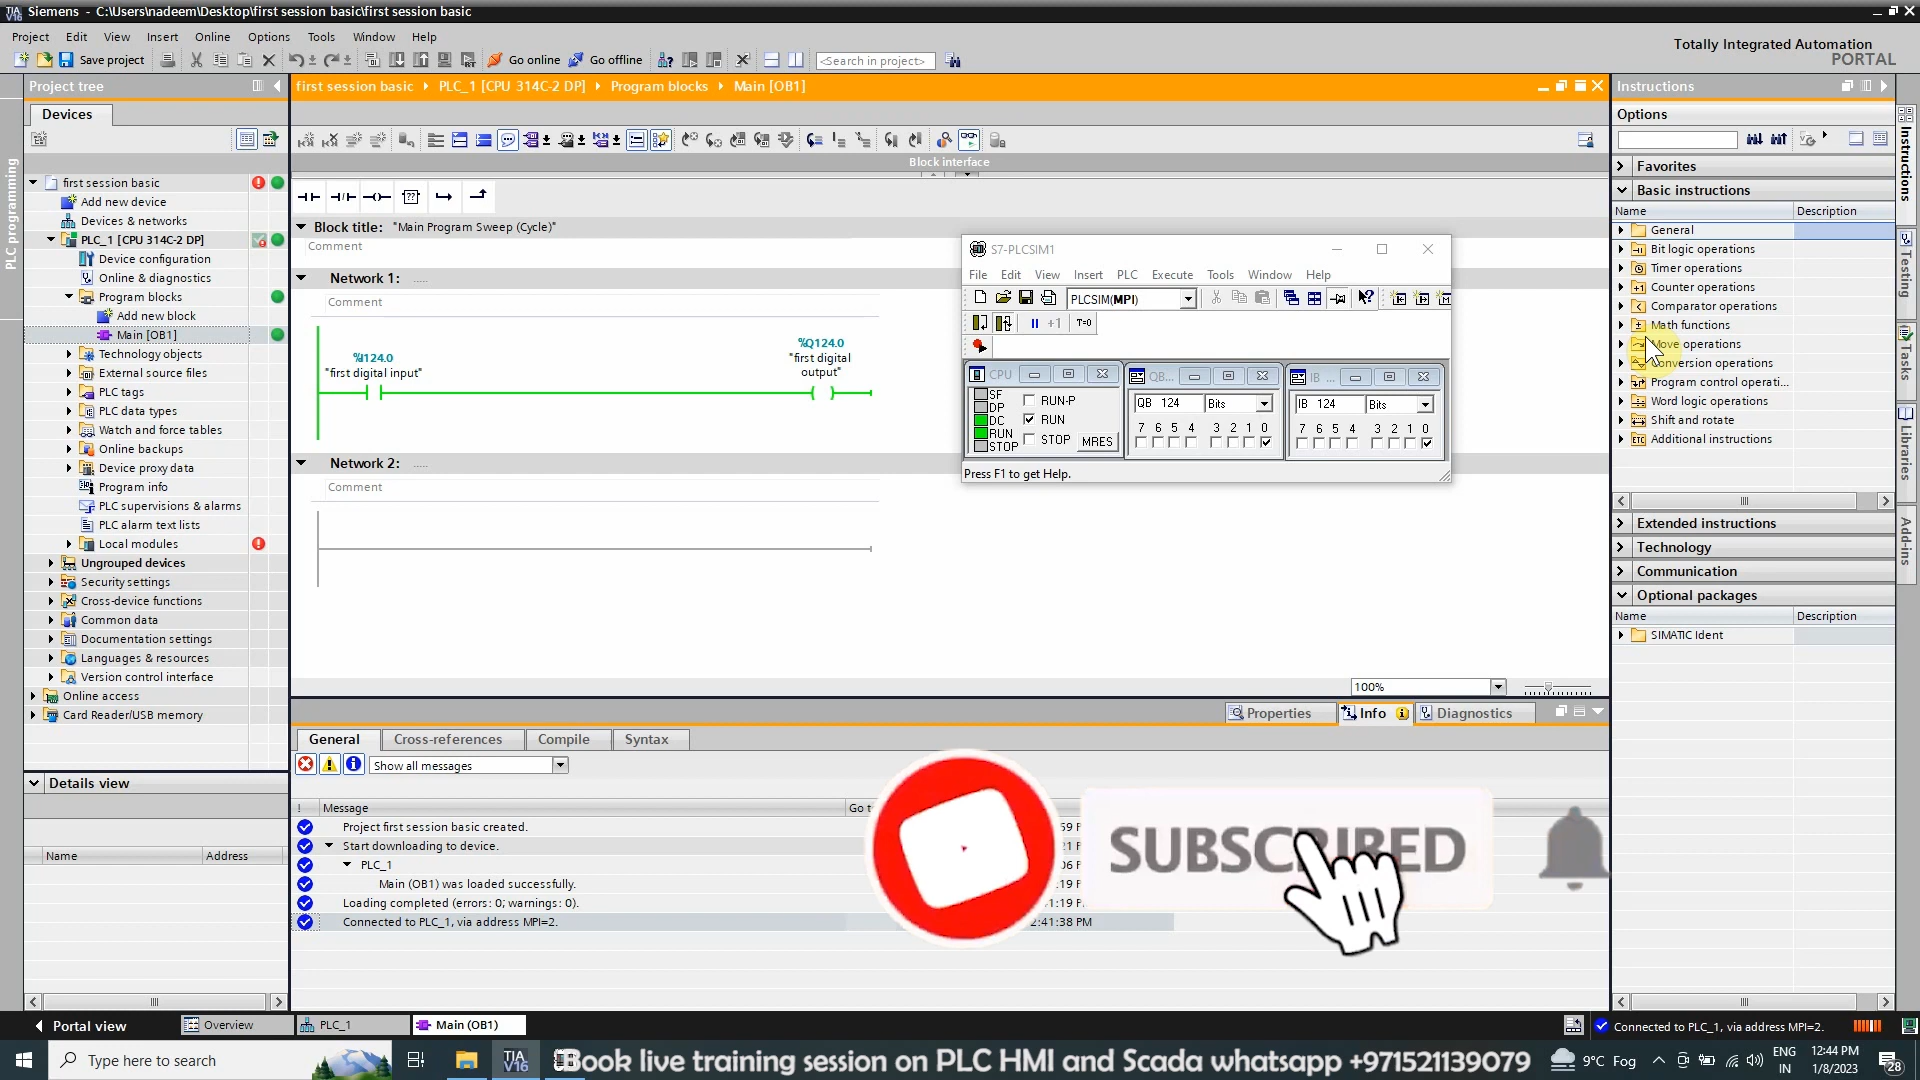 Siemens - C:\Users\nadeem\Desktop\first session basic\first session basic
Project Edit View Insert Online Options Tools Window Help
Save project Go online Go offline <Search in project>
Totally Integrated Automation
PORTAL
Project tree
first session basic PLC_1 [CPU 314C-2 DP] Program blocks Main [OB1]
Instructions
Devices
Options
Block interface
PLC programming
first session basic
Add new device
Devices & networks
PLC_1 [CPU 314C-2 DP]
Device configuration
Online & diagnostics
Program blocks
Add new block
Main [OB1]
Technology objects
External source files
PLC tags
PLC data types
Watch and force tables
Online backups
Device proxy data
Program info
PLC supervisions & alarms
PLC alarm text lists
Local modules
Ungrouped devices
Security settings
Cross-device functions
Common data
Documentation settings
Languages & resources
Version control interface
Online access
Card Reader/USB memory
Details view
Name Address
Block title: "Main Program Sweep (Cycle)"
Comment
Network 1: .....
Comment
%I124.0
"first digital input"
%Q124.0
"first digital
output"
Network 2: .....
Comment
S7-PLCSIM1
File Edit View Insert PLC Execute Tools Window Help
PLCSIM(MPI)
+1 T=0
CPU
SF
DP
DC
RUN
STOP
RUN-P
RUN
STOP MRES
QB...
QB 124 Bits
7 6 5 4 3 2 1 0
IB ...
IB 124 Bits
7 6 5 4 3 2 1 0
Press F1 to get Help.
100%
Favorites
Basic instructions
Name Description
General
Bit logic operations
Timer operations
Counter operations
Comparator operations
Math functions
Move operations
Conversion operations
Program control operati...
Word logic operations
Shift and rotate
Additional instructions
Extended instructions
Technology
Communication
Optional packages
Name Description
SIMATIC Ident
Instructions
Testing
Tasks
Libraries
Add-ins
Properties Info Diagnostics
General Cross-references Compile Syntax
Show all messages
! Message Go t
Project first session basic created.
Start downloading to device.
PLC_1
Main (OB1) was loaded successfully.
Loading completed (errors: 0; warnings: 0).
Connected to PLC_1, via address MPI=2.
2:41:38 PM
SUBSCRIBED
Portal view Overview PLC_1 Main (OB1)
Connected to PLC_1, via address MPI=2.
Type here to search
TIA
V16
Book live training session on PLC HMI and Scada whatsapp +971521139079
9°C Fog
ENG
IN
12:44 PM
1/8/2023
28